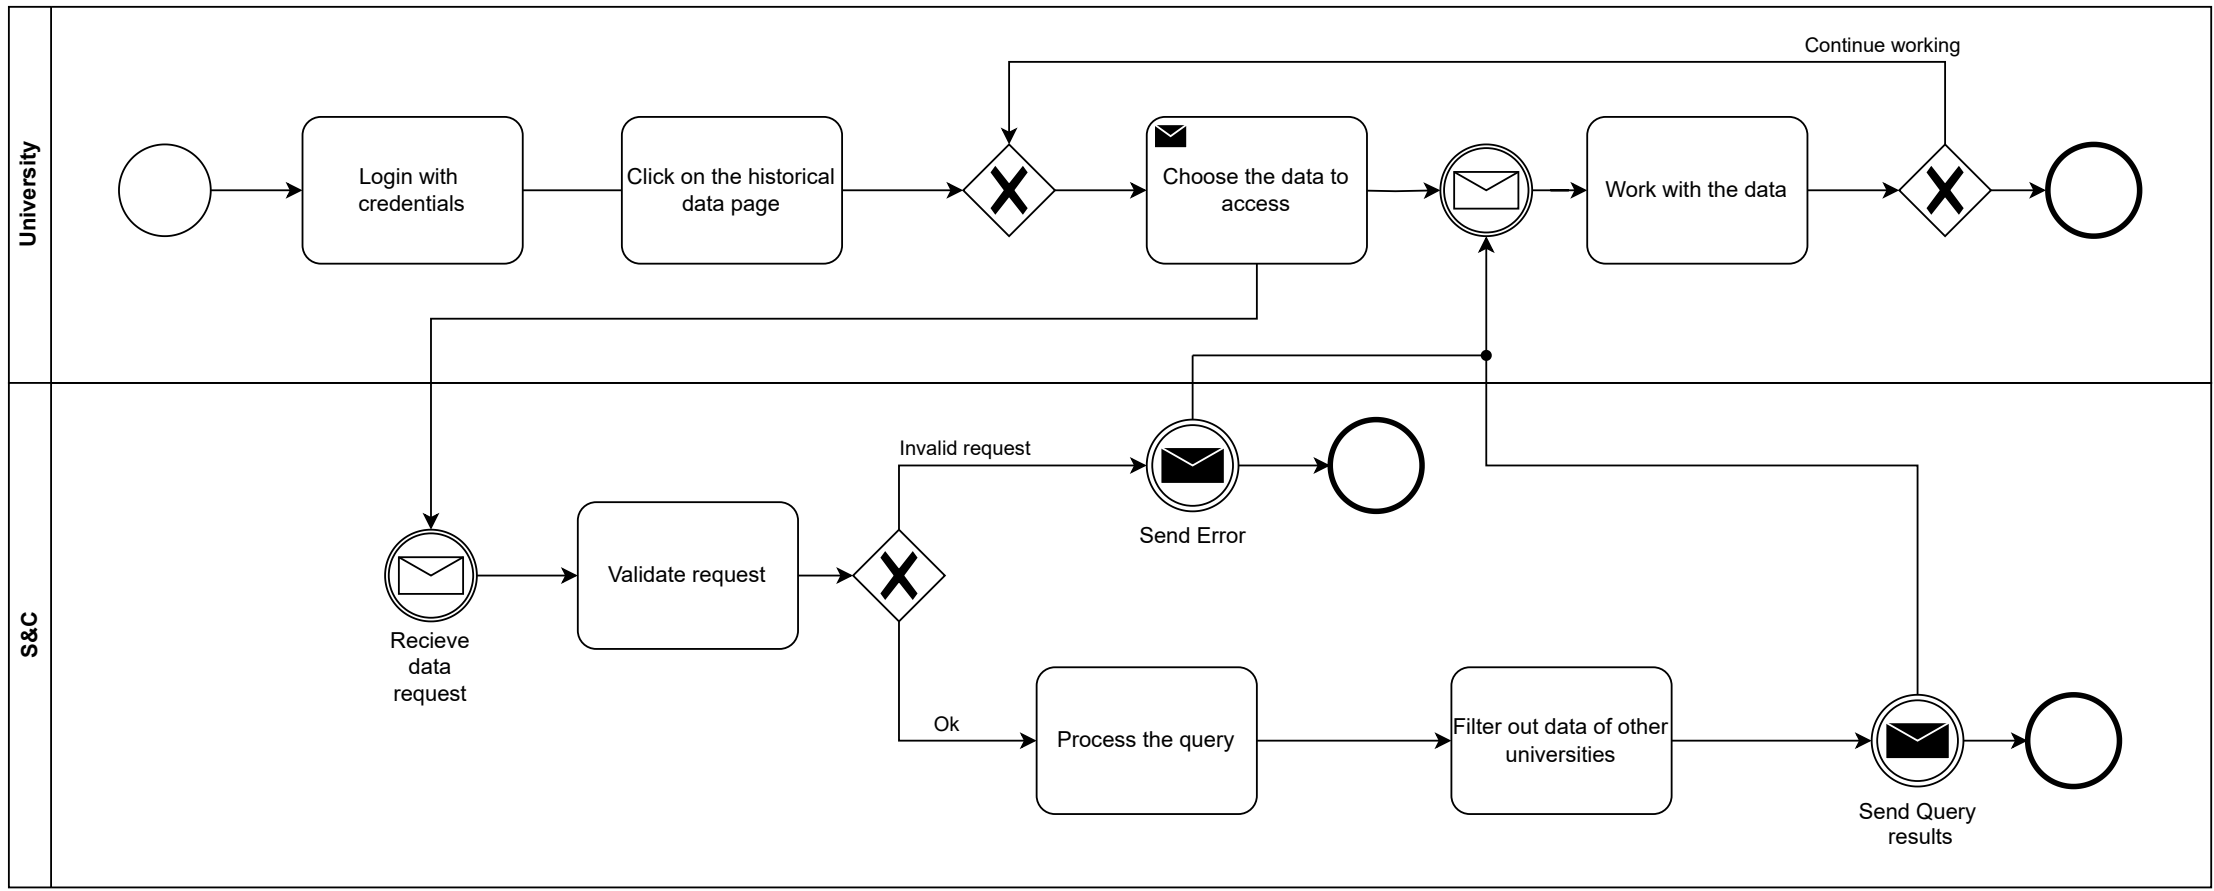 University
Continue working
Login with
credentials
Click on the historical
data page
Choose the data to
access
Work with the data
S&C
Invalid request
Send Error
Validate request
Recieve
data
request
Ok
Process the query
Filter out data of other
universities
Send Query
results